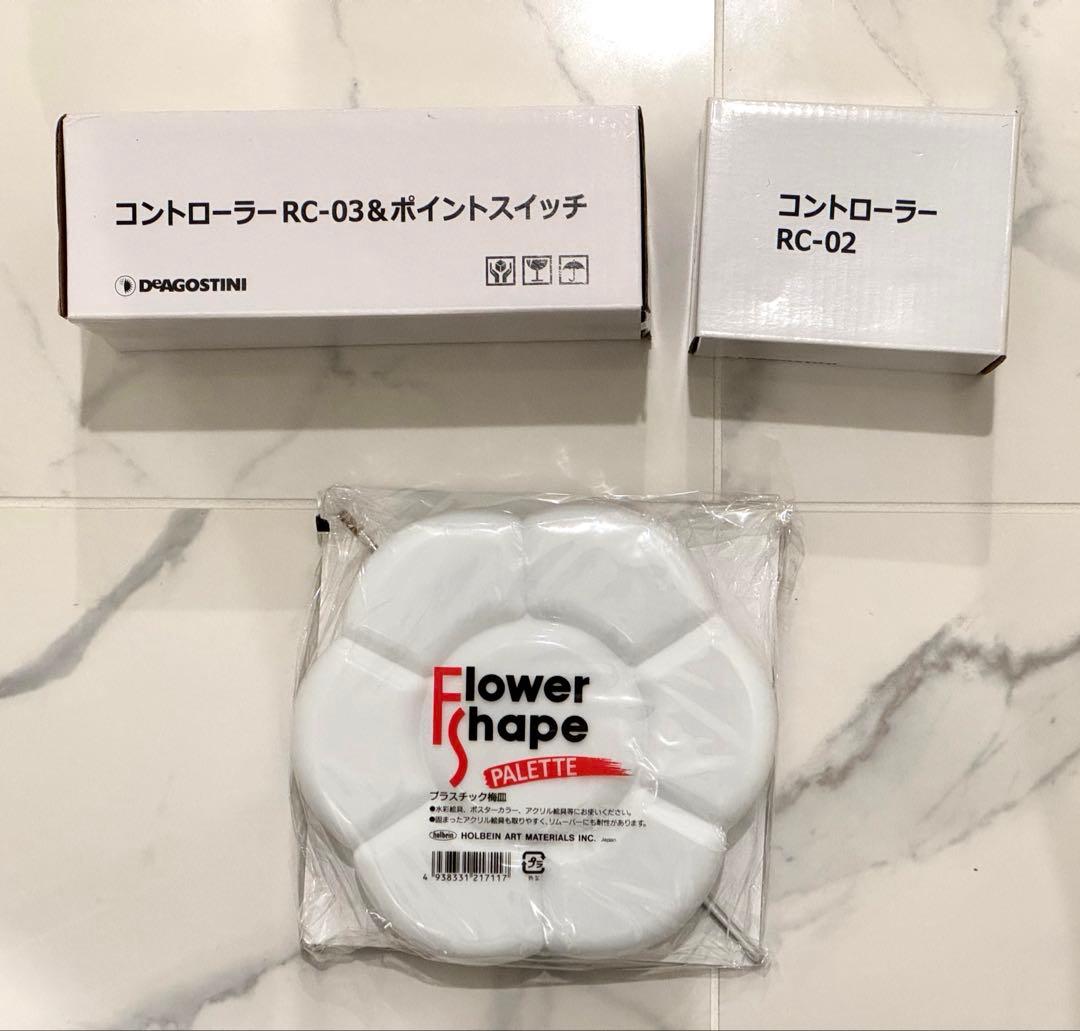 コントローラーRC-03&ポイントスイッチ
DeAGOSTINI
コントローラー
RC-02
Flower
Shape
PALETTE
プラスチック梅皿
●水彩絵具、ポスターカラー、アクリル絵具等にお使いください。
●固まったアクリル絵具も取りやすく、リムーバーにも耐性があります。
holbein HOLBEIN ART MATERIALS INC. Japan
4 938331 217117
プラ